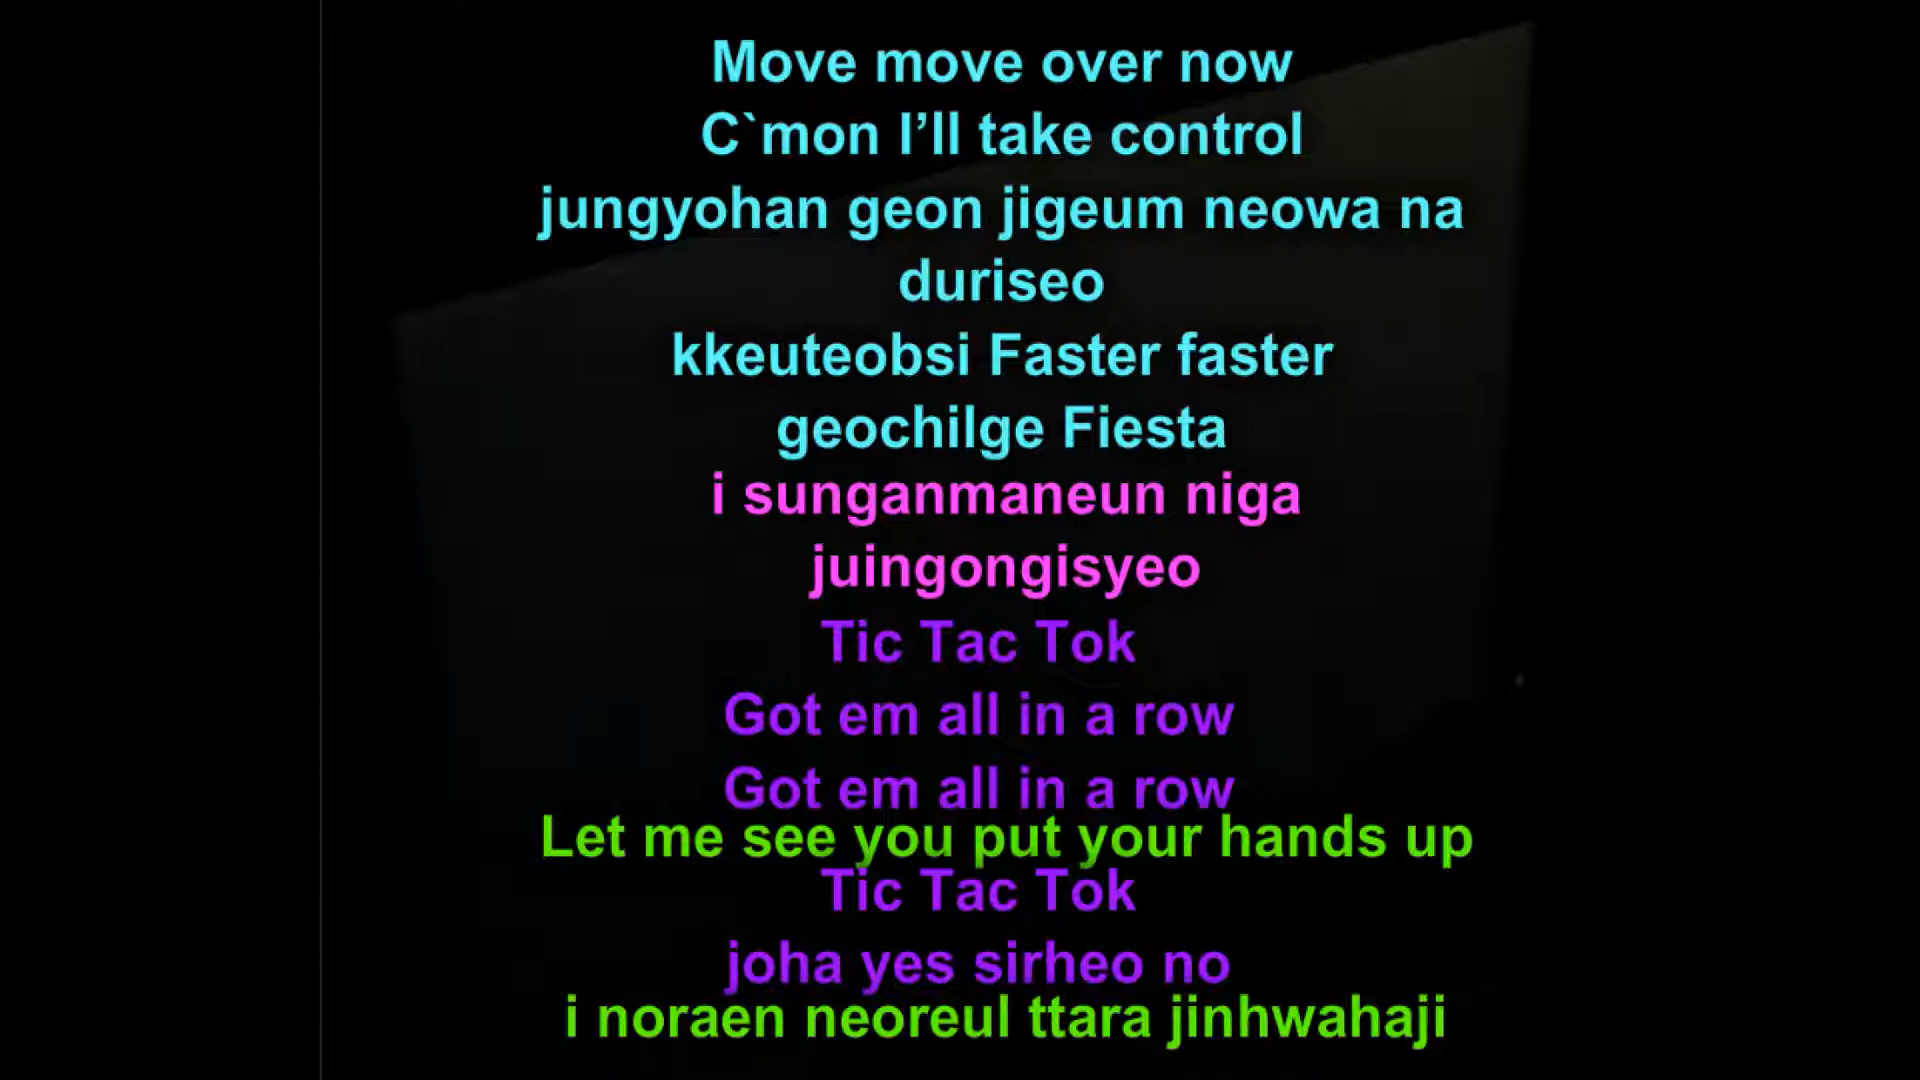 Move move over now
C`mon I’ll take control
jungyohan geon jigeum neowa na
duriseo
kkeuteobsi Faster faster
geochilge Fiesta
i sunganmaneun niga
juingongisyeo
Tic Tac Tok
Got em all in a row
Got em all in a row
Let me see you put your hands up
Tic Tac Tok
joha yes sirheo no
i noraen neoreul ttara jinhwahaji